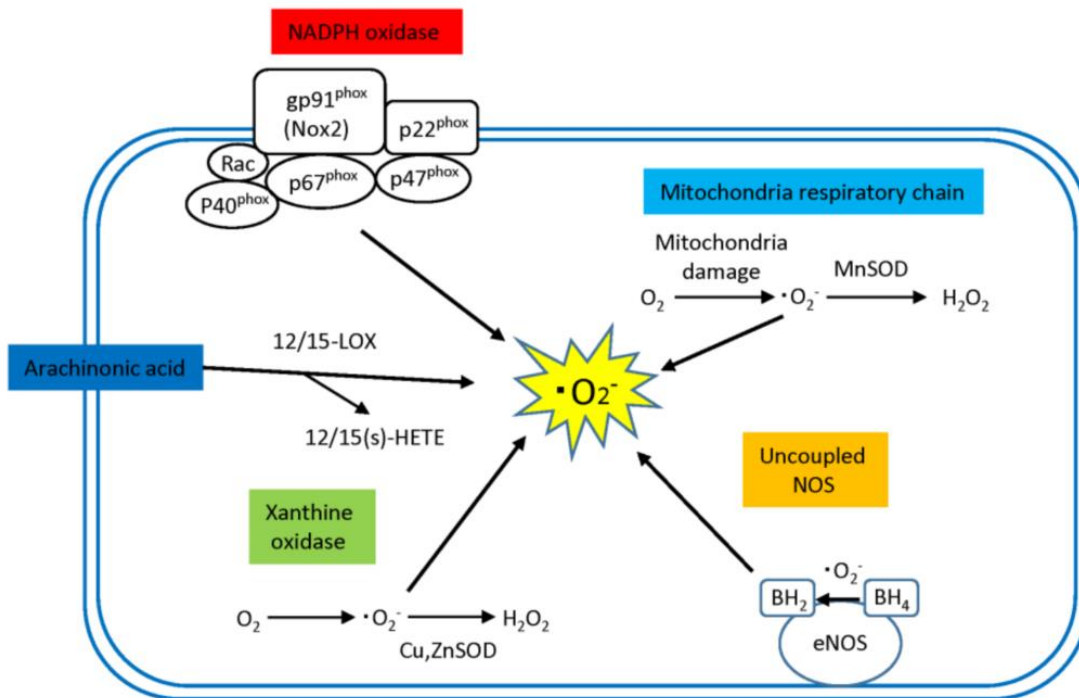 NADPH oxidase
gp91phox
(Nox2)
p22phox
Rac
p67phox
p47phox
P40phox
Mitochondria respiratory chain
Mitochondria
damage
MnSOD
O2
·O2-
H2O2
12/15-LOX
Arachinonic acid
·O2-
12/15(s)-HETE
Uncoupled
NOS
Xanthine
oxidase
·O2-
BH2
BH4
O2
·O2-
H2O2
Cu,ZnSOD
eNOS